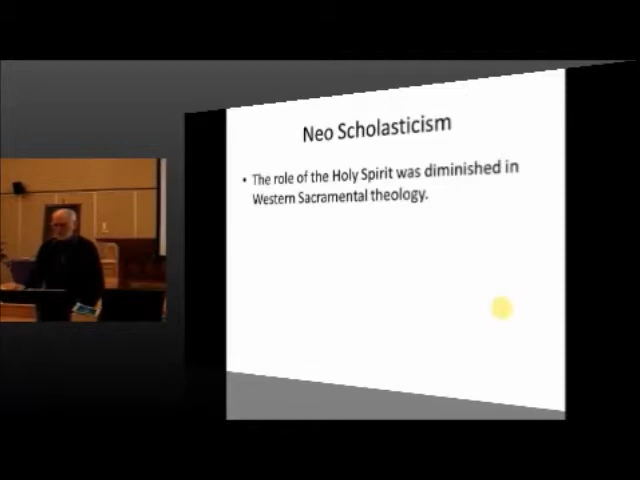 Neo Scholasticism
• The role of the Holy Spirit was diminished in
Western Sacramental theology.